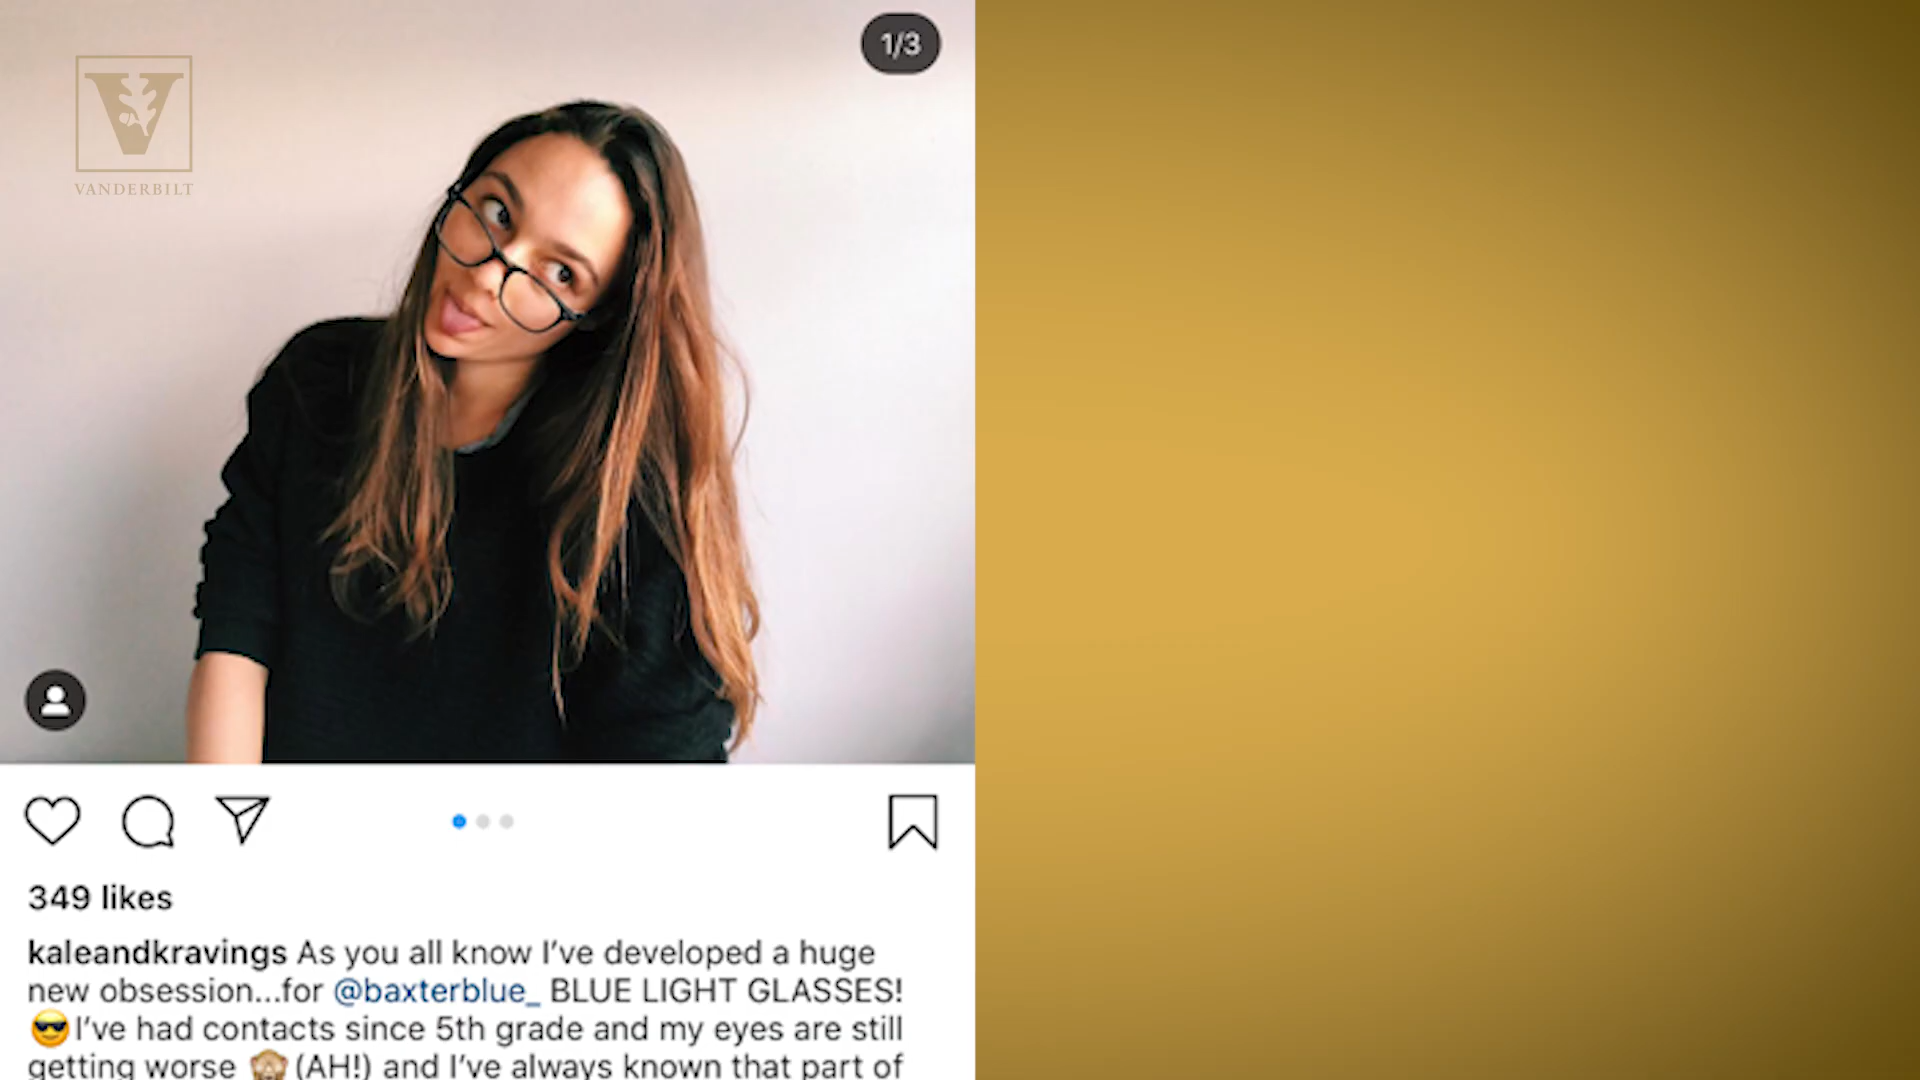 1/3
V
VANDERBILT
349 likes
kaleandkravings As you all know I've developed a huge
new obsession...for @baxterblue_ BLUE LIGHT GLASSES!
😎I've had contacts since 5th grade and my eyes are still
getting worse 🙈 (AH!) and I've always known that part of